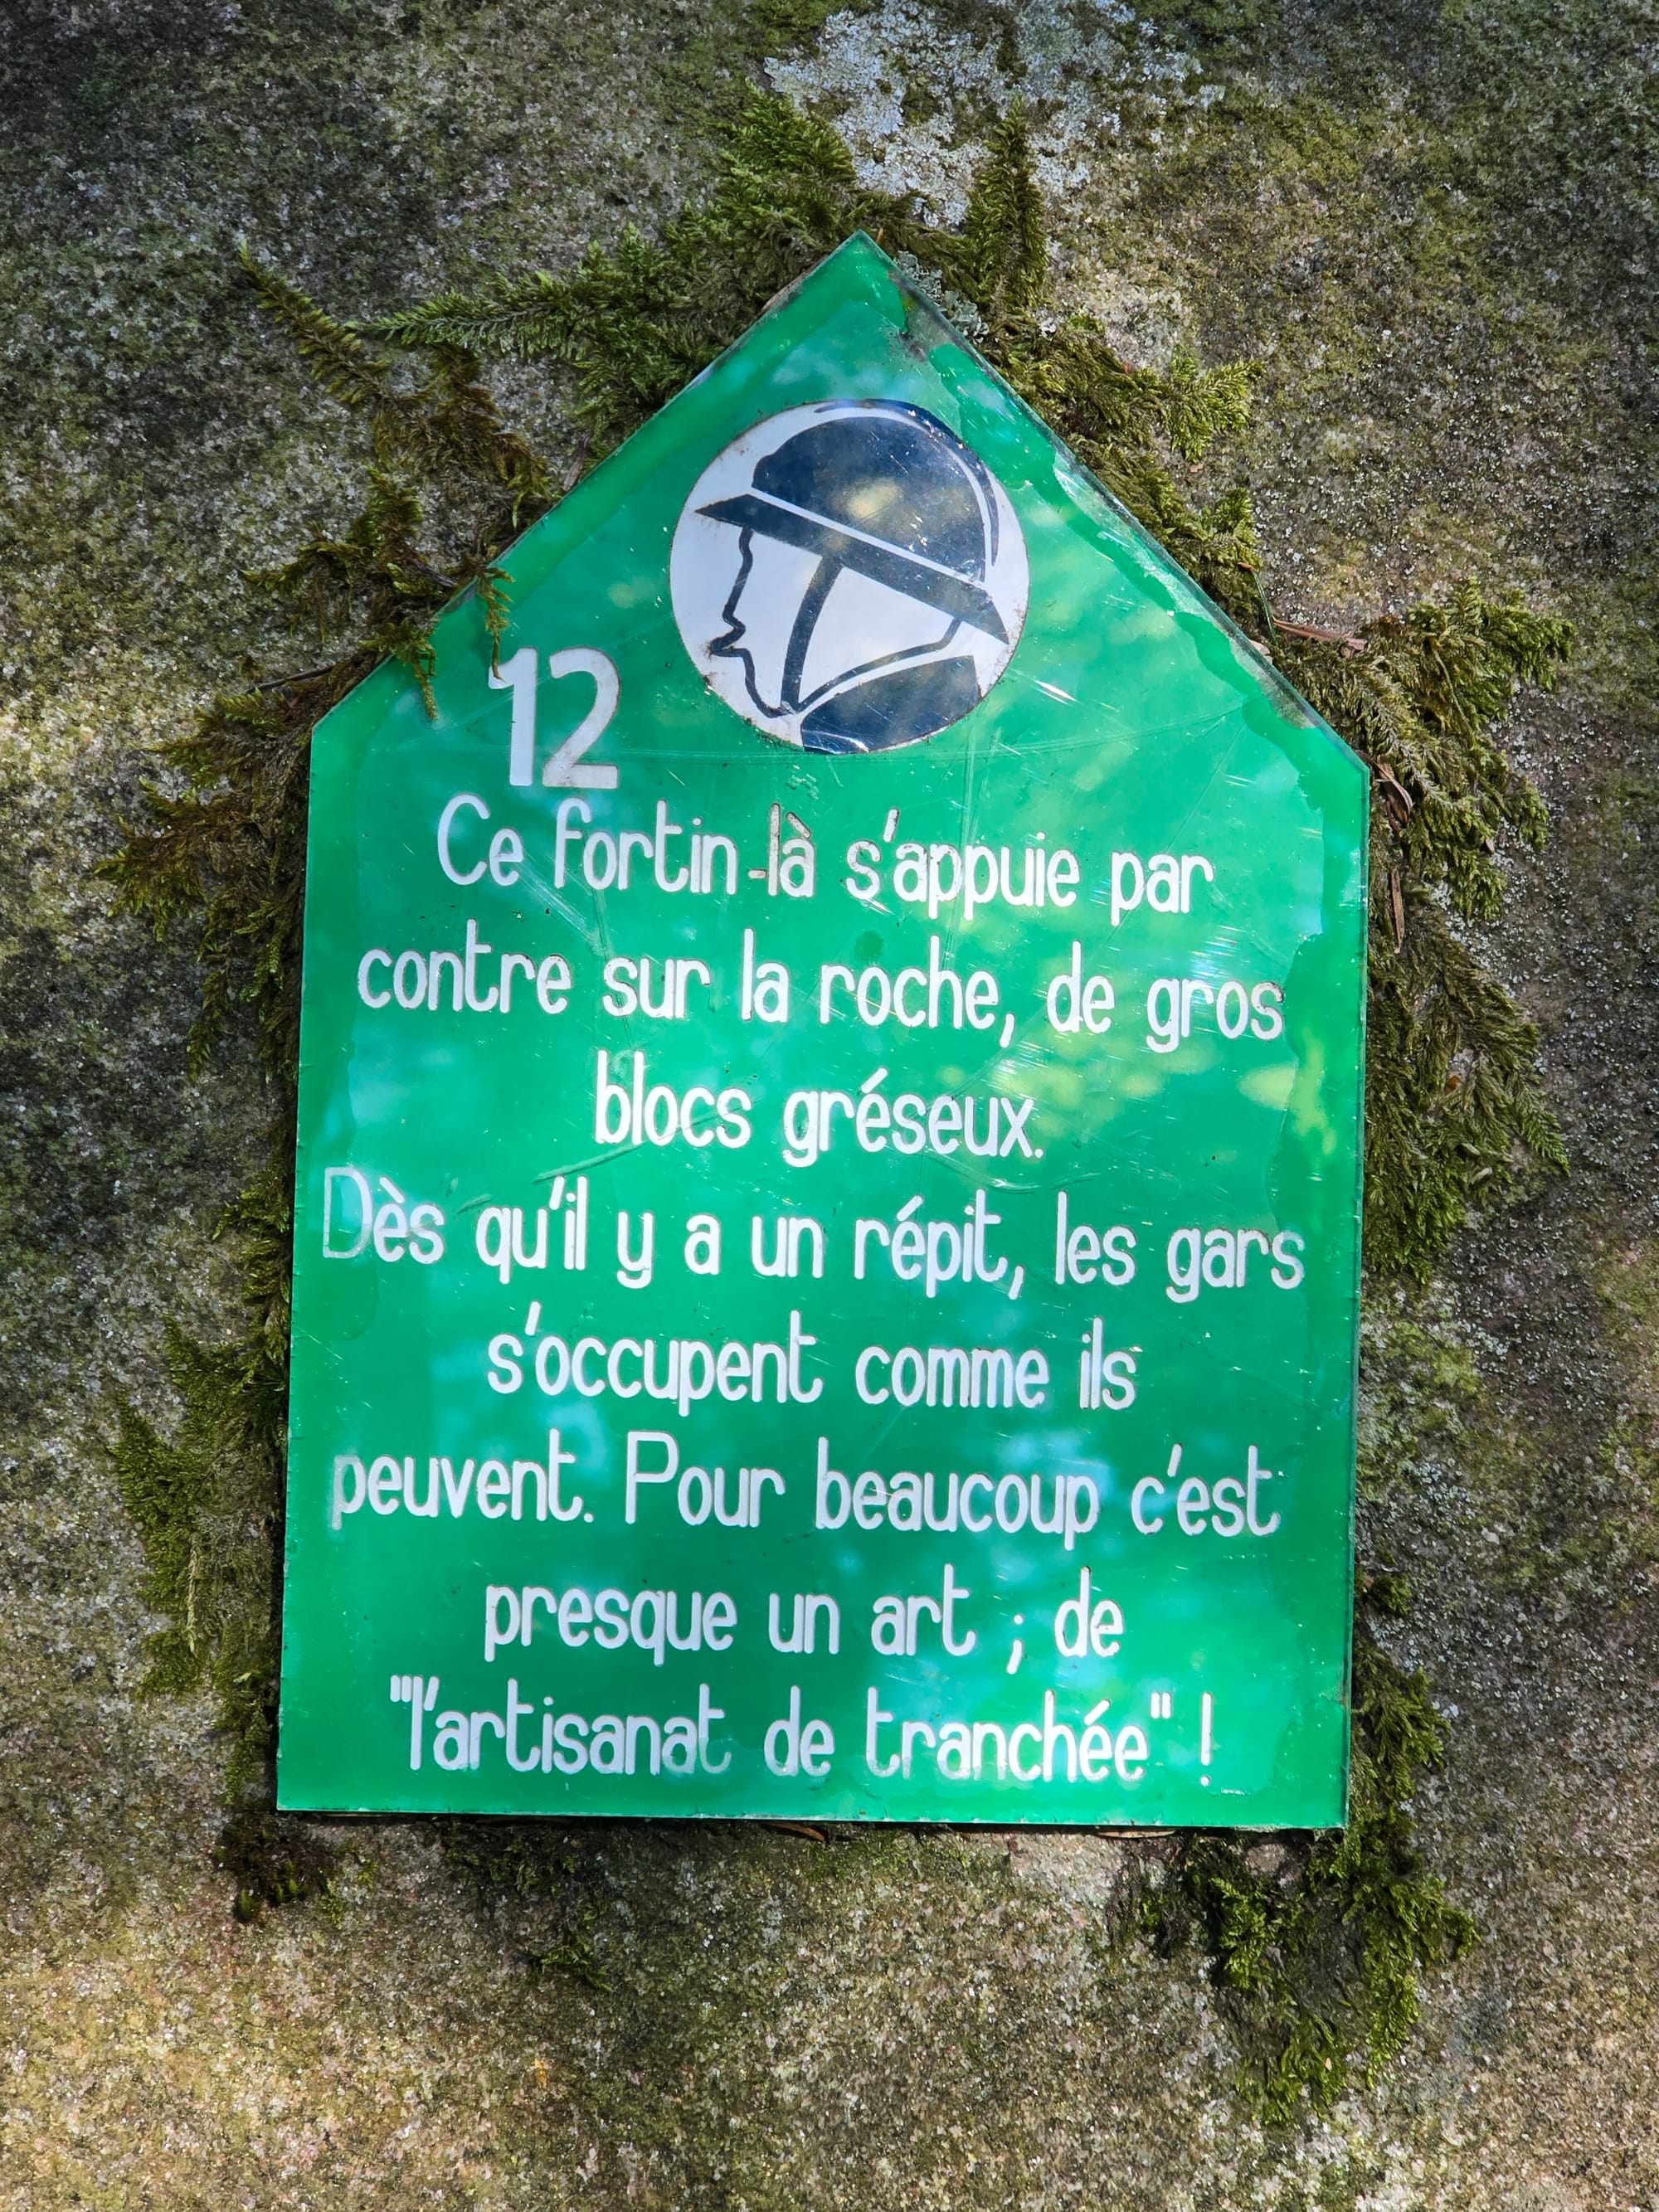 12
Ce fortin-là s'appuie par
contre sur la roche, de gros
blocs gréseux.
Dès qu'il y a un répit, les gars
s'occupent comme ils
peuvent. Pour beaucoup c'est
presque un art ; de
"l'artisanat de tranchée" !